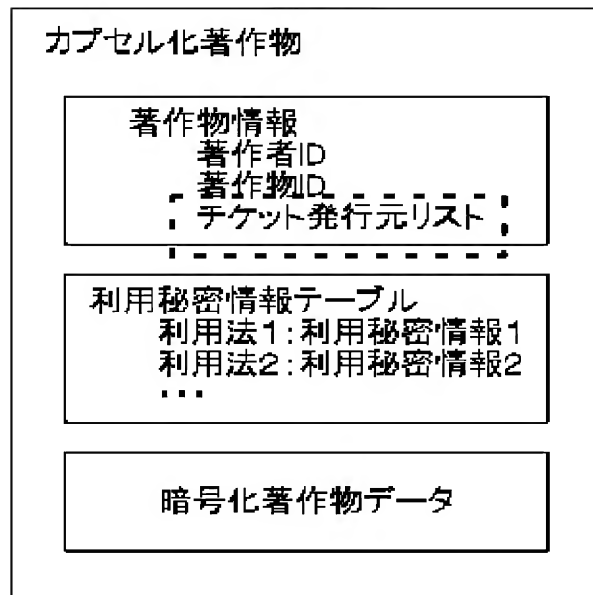 カプセル化著作物
著作物情報
著作者ID
著作物ID
チケット発行元リスト
利用秘密情報テーブル
利用法1:利用秘密情報1
利用法2:利用秘密情報2
・・・
暗号化著作物データ